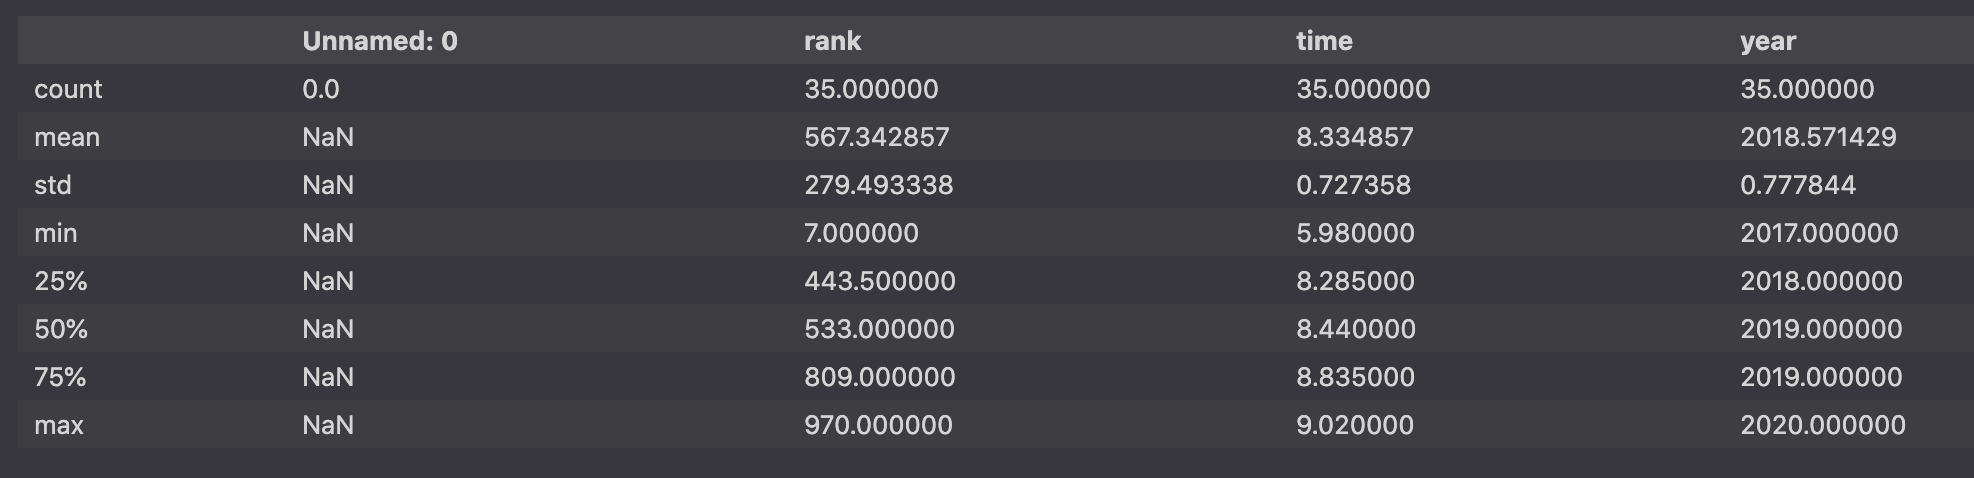 Unnamed: 0 rank time year
count 0.0 35.000000 35.000000 35.000000
mean NaN 567.342857 8.334857 2018.571429
std NaN 279.493338 0.727358 0.777844
min NaN 7.000000 5.980000 2017.000000
25% NaN 443.500000 8.285000 2018.000000
50% NaN 533.000000 8.440000 2019.000000
75% NaN 809.000000 8.835000 2019.000000
max NaN 970.000000 9.020000 2020.000000